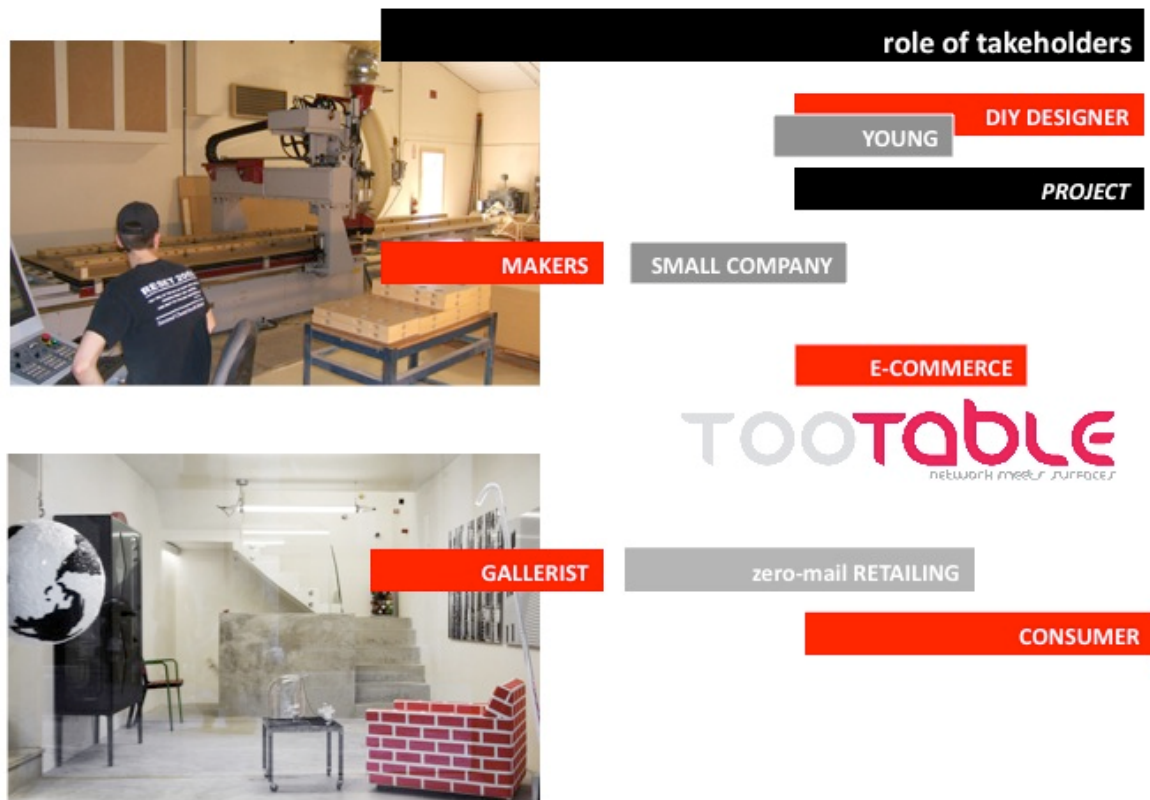 role of takeholders
DIY DESIGNER
YOUNG
PROJECT
MAKERS
SMALL COMPANY
E-COMMERCE
TOOTABLE
network meets surfaces
GALLERIST
zero-mail RETAILING
CONSUMER